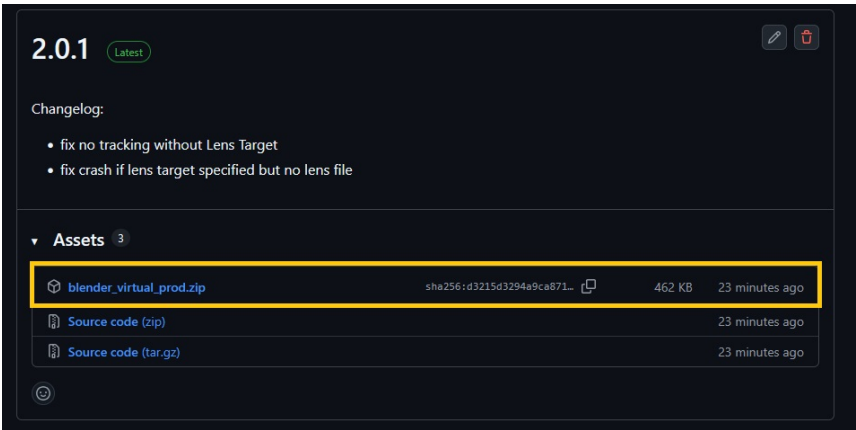 2.0.1 Latest
Changelog:
• fix no tracking without Lens Target
• fix crash if lens target specified but no lens file
Assets 3
blender_virtual_prod.zip sha256:d3215d3294a9ca871… 462 KB 23 minutes ago
Source code (zip) 23 minutes ago
Source code (tar.gz) 23 minutes ago